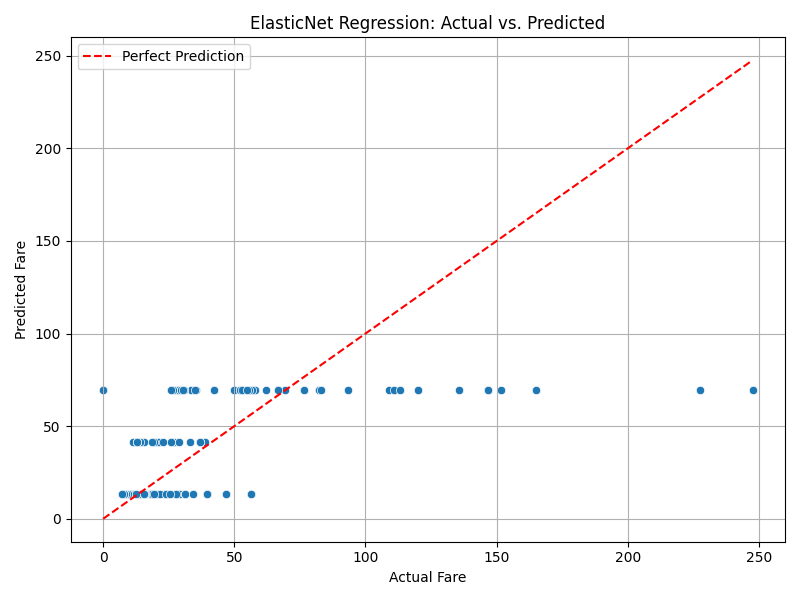 ElasticNet Regression: Actual vs. Predicted
Perfect Prediction
Predicted Fare
250
200
150
100
50
0
0 50 100 150 200 250
Actual Fare